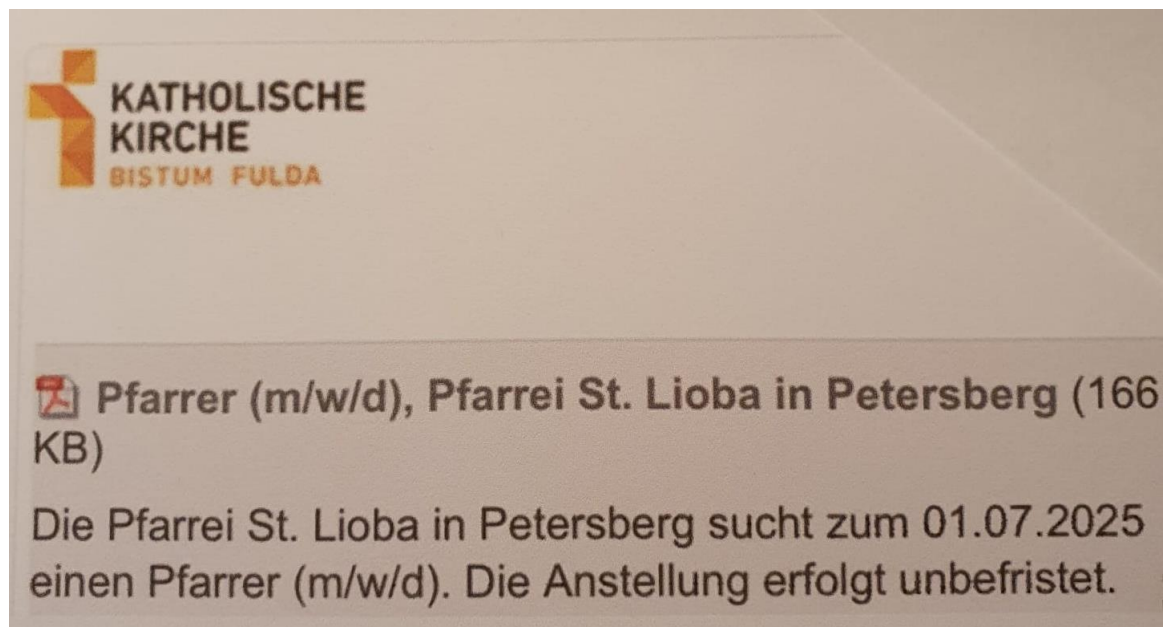 KATHOLISCHE
KIRCHE
BISTUM FULDA
Pfarrer (m/w/d), Pfarrei St. Lioba in Petersberg (166
KB)
Die Pfarrei St. Lioba in Petersberg sucht zum 01.07.2025
einen Pfarrer (m/w/d). Die Anstellung erfolgt unbefristet.